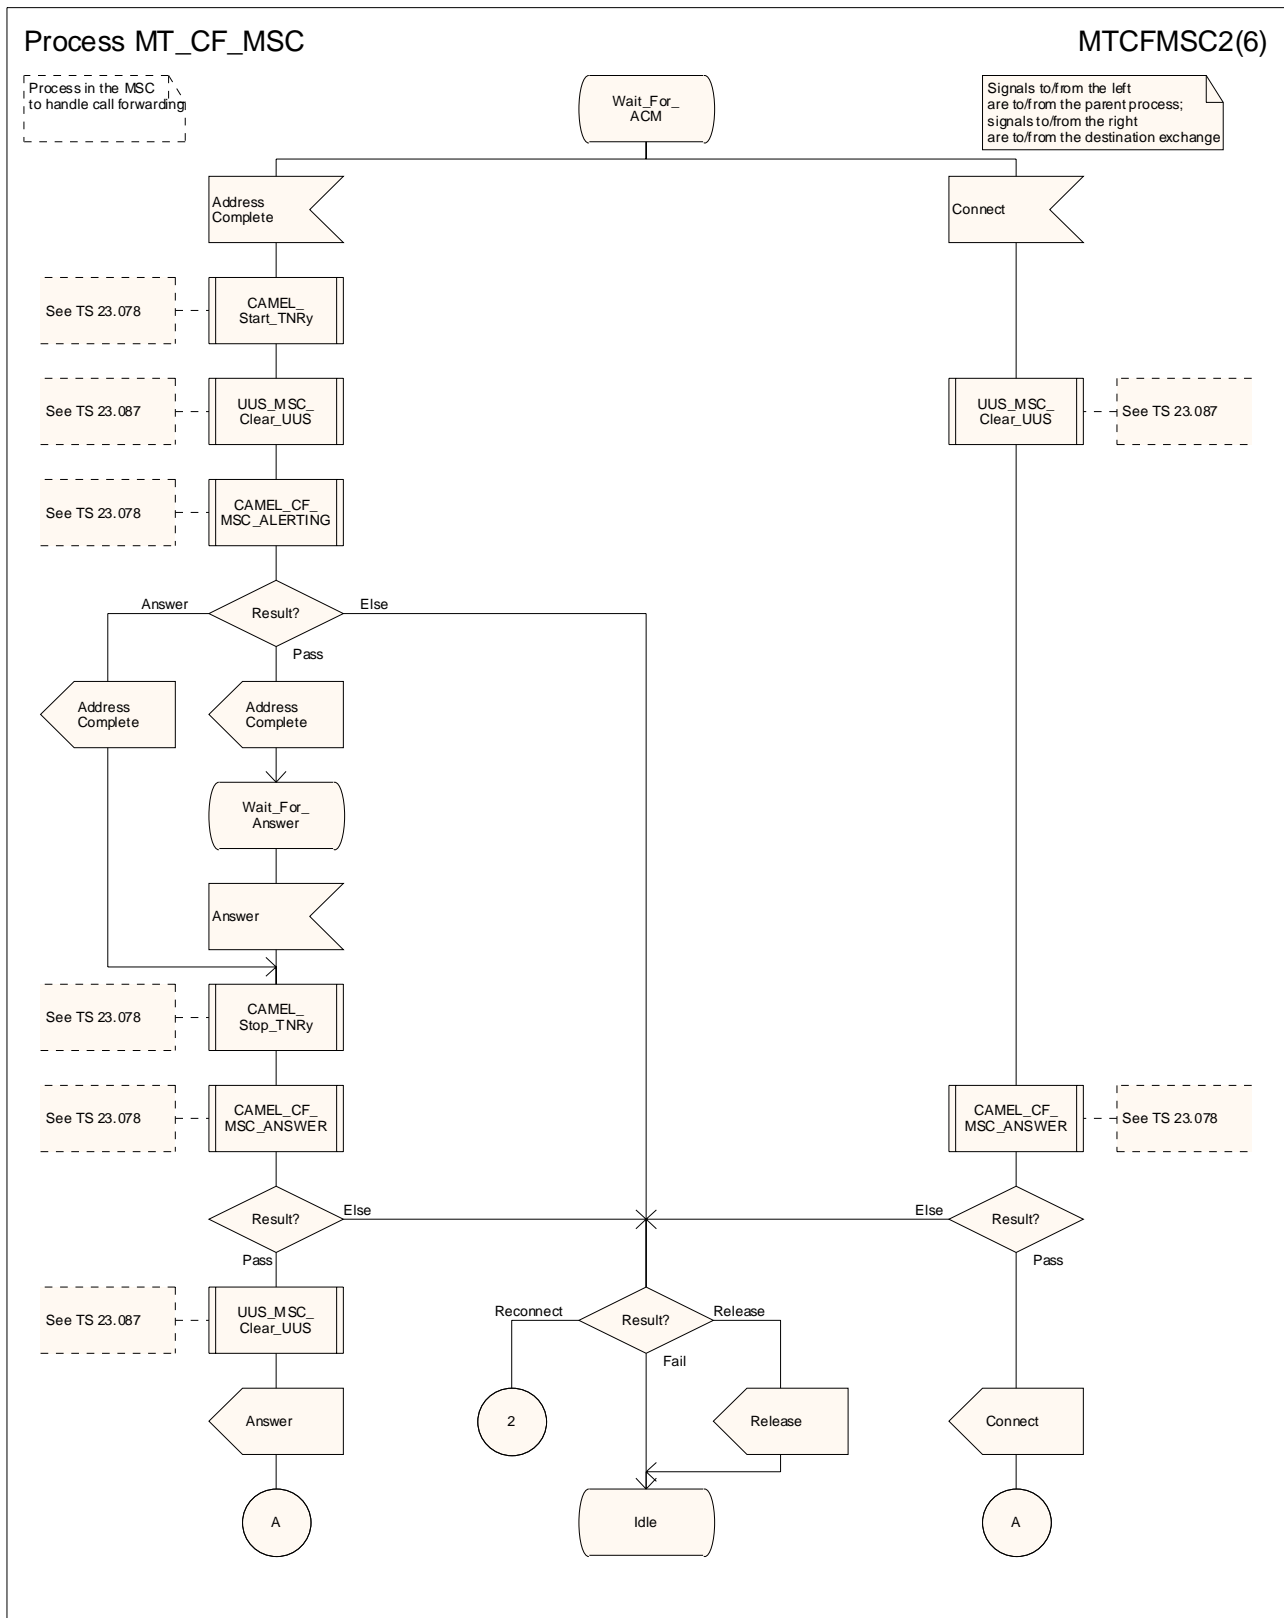 Process MT_CF_MSC
MTCFMSC2(6)
Process in the MSC
to handle call forwarding
Wait_For_
ACM
Signals to/from the left
are to/from the parent process;
signals to/from the right
are to/from the destination exchange
Address
Complete
Connect
See TS 23.078
CAMEL_
Start_TNRy
See TS 23.087
UUS_MSC_
Clear_UUS
UUS_MSC_
Clear_UUS
See TS 23.087
See TS 23.078
CAMEL_CF_
MSC_ALERTING
Answer
Result?
Else
Pass
Address
Complete
Address
Complete
Wait_For_
Answer
Answer
See TS 23.078
CAMEL_
Stop_TNRy
See TS 23.078
CAMEL_CF_
MSC_ANSWER
CAMEL_CF_
MSC_ANSWER
See TS 23.078
Result?
Else
Else
Result?
Pass
Pass
See TS 23.087
UUS_MSC_
Clear_UUS
Reconnect
Result?
Release
Fail
Answer
2
Release
Connect
A
Idle
A